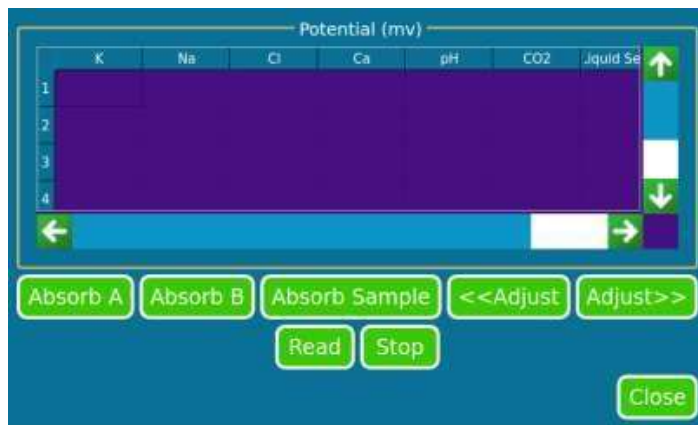 Potential (mv)
K Na Cl Ca pH CO2 .iquid Se
1
2
3
4
Absorb A Absorb B Absorb Sample <<Adjust Adjust>>
Read Stop
Close